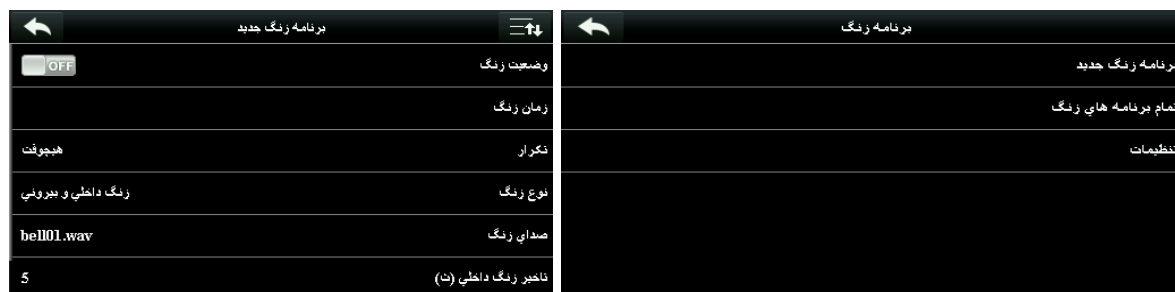 برنامه زنگ جديد
وضعيت زنگ
OFF
زمان زنگ
تكرار
هيچوقت
نوع زنگ
زنگ داخلي و بيروني
صداي زنگ
bell01.wav
تاخير زنگ داخلي (ث)
5
برنامه زنگ
برنامه زنگ جديد
تمام برنامه هاي زنگ
تنظيمات